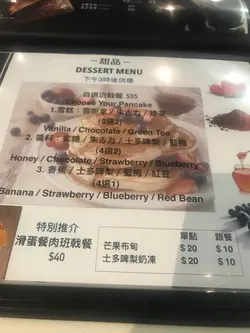 甜品
DESSERT MENU
下午3時後供應
自選班戟餐 $55
Choose Your Pancake
1. 雪糕：雲呢拿 / 朱古力 / 綠茶
(3選2)
Vanilla / Chocolate / Green Tea
2. 醬料：蜜糖 / 朱古力 / 士多啤梨 / 藍莓
(4選2)
Honey / Chocolate / Strawberry / Blueberry
3. 香蕉 / 士多啤梨 / 藍莓 / 紅豆
(4選1)
Banana / Strawberry / Blueberry / Red Bean
特別推介
滑蛋餐肉班戟餐
$40
單點 跟餐
芒果布甸 $20 $10
士多啤梨奶凍 $20 $10